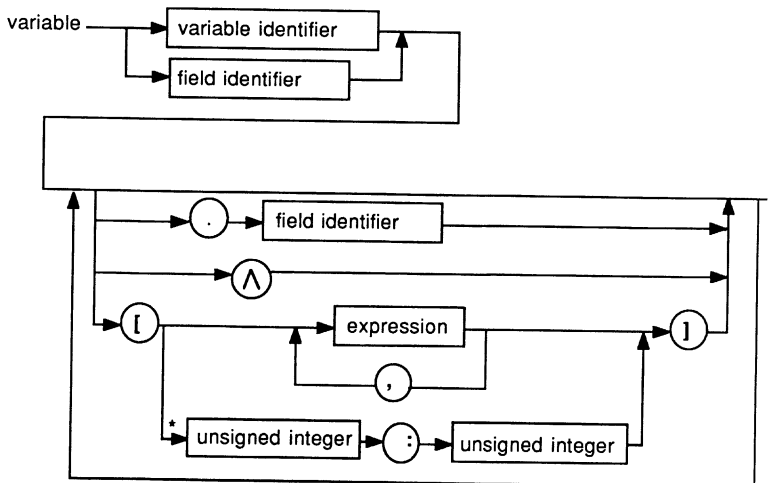 variable
variable identifier
field identifier
. field identifier
^
[ expression ]
,
* unsigned integer : unsigned integer